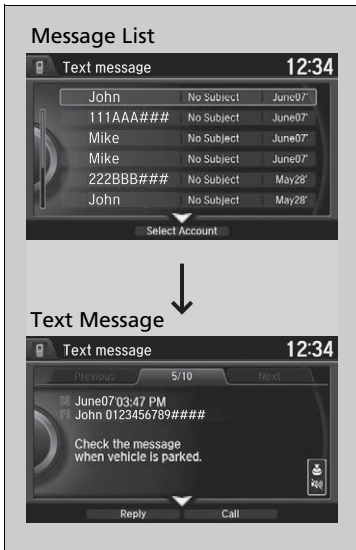 Message List
Text message 12:34
John No Subject June07'
111AAA### No Subject June07'
Mike No Subject June07'
Mike No Subject June07'
222BBB### No Subject May28'
John No Subject May28'
Select Account
Text Message
Text message 12:34
Previous 5/10 Next
June07'03:47 PM
John 0123456789####
Check the message
when vehicle is parked.
Reply Call